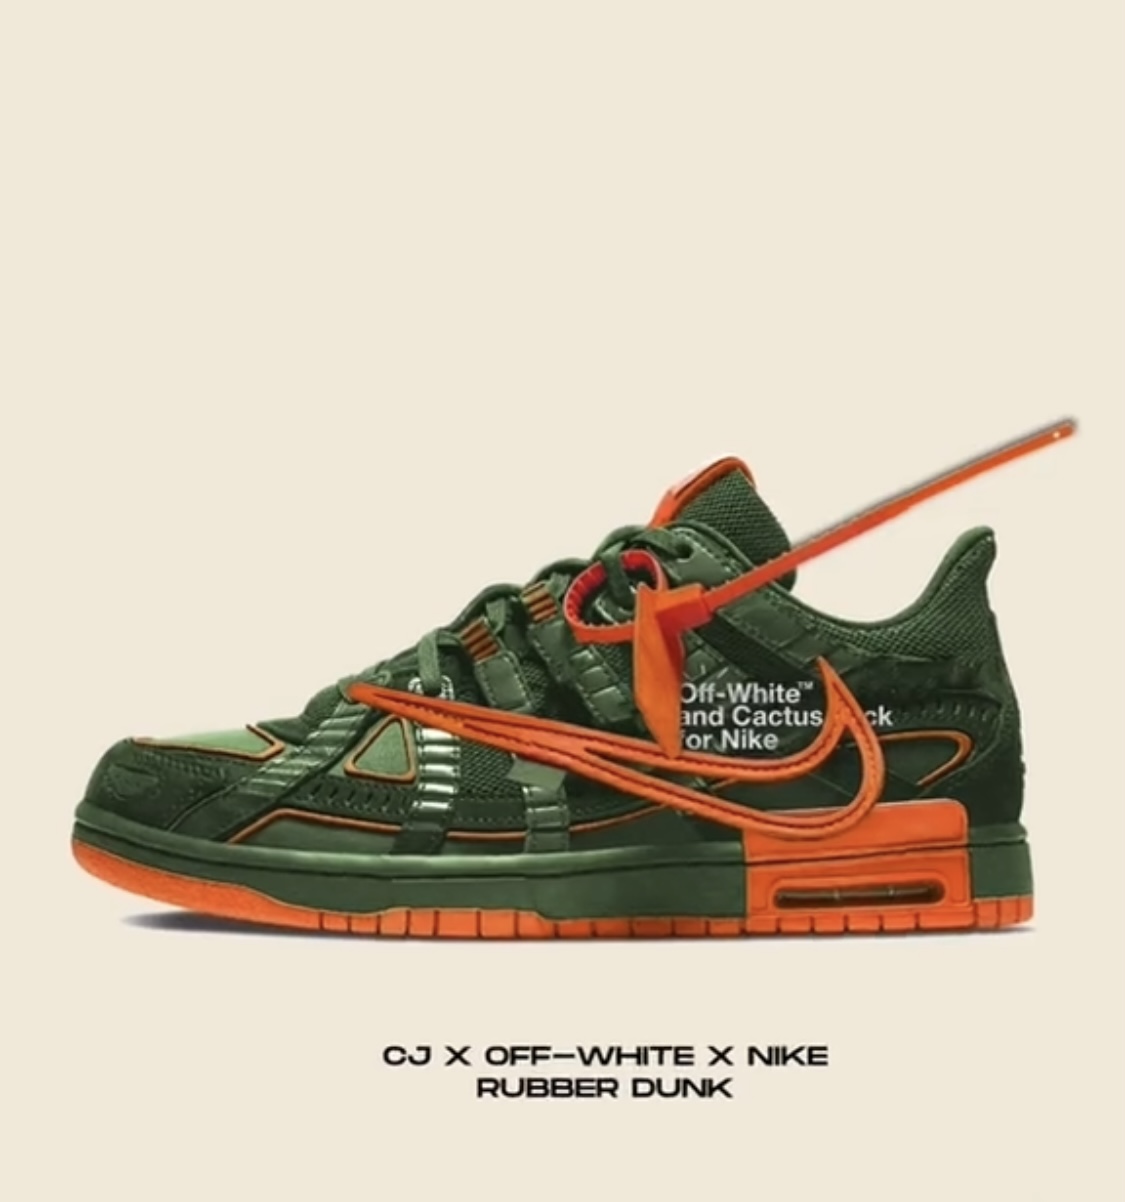 Off-White™
and Cactus
for Nike
CJ X OFF–WHITE X NIKE
RUBBER DUNK